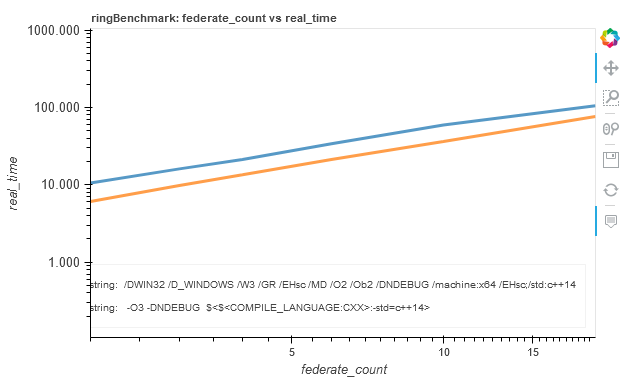 ringBenchmark: federate_count vs real_time
1000.000
100.000
10.000
1.000
real_time
string: /DWIN32 /D_WINDOWS /W3 /GR /EHsc /MD /O2 /Ob2 /DNDEBUG /machine:x64 /EHsc;/std:c++14
string: -O3 -DNDEBUG $<$<COMPILE_LANGUAGE:CXX>:-std=c++14>
5 10 15
federate_count